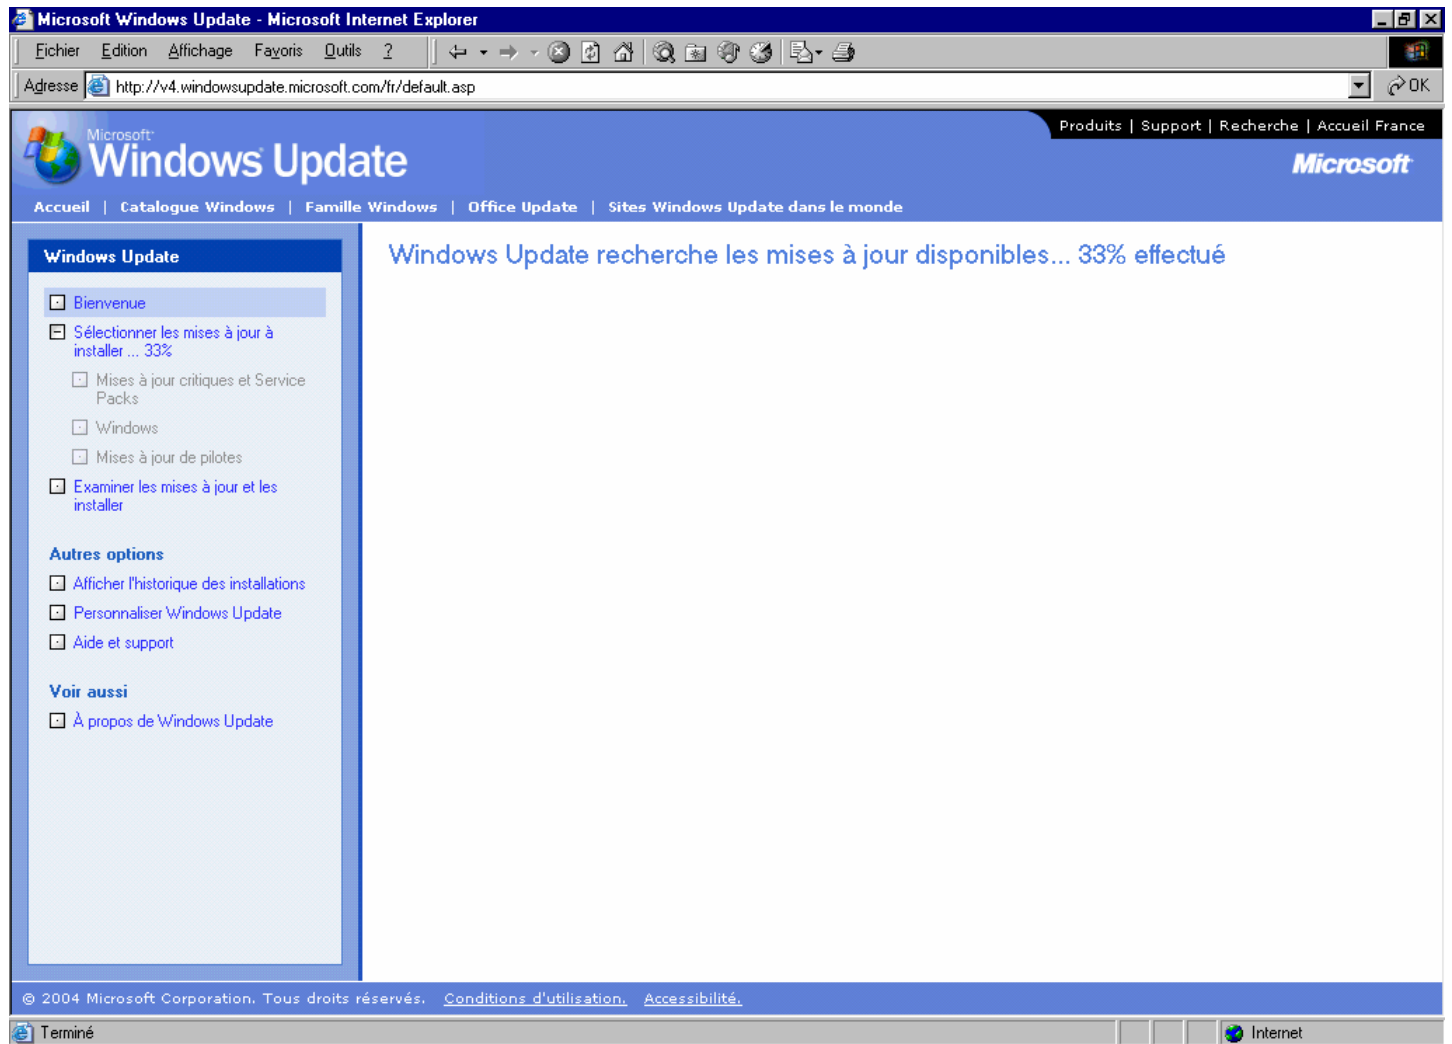 Microsoft Windows Update - Microsoft Internet Explorer
Fichier Edition Affichage Favoris Outils ?
Adresse http://v4.windowsupdate.microsoft.com/fr/default.asp OK
Produits | Support | Recherche | Accueil France
Microsoft
Windows Update
Microsoft
Accueil | Catalogue Windows | Famille Windows | Office Update | Sites Windows Update dans le monde
Windows Update
Bienvenue
Sélectionner les mises à jour à
installer ... 33%
Mises à jour critiques et Service
Packs
Windows
Mises à jour de pilotes
Examiner les mises à jour et les
installer
Autres options
Afficher l'historique des installations
Personnaliser Windows Update
Aide et support
Voir aussi
À propos de Windows Update
Windows Update recherche les mises à jour disponibles... 33% effectué
© 2004 Microsoft Corporation. Tous droits réservés. Conditions d'utilisation. Accessibilité.
Terminé Internet